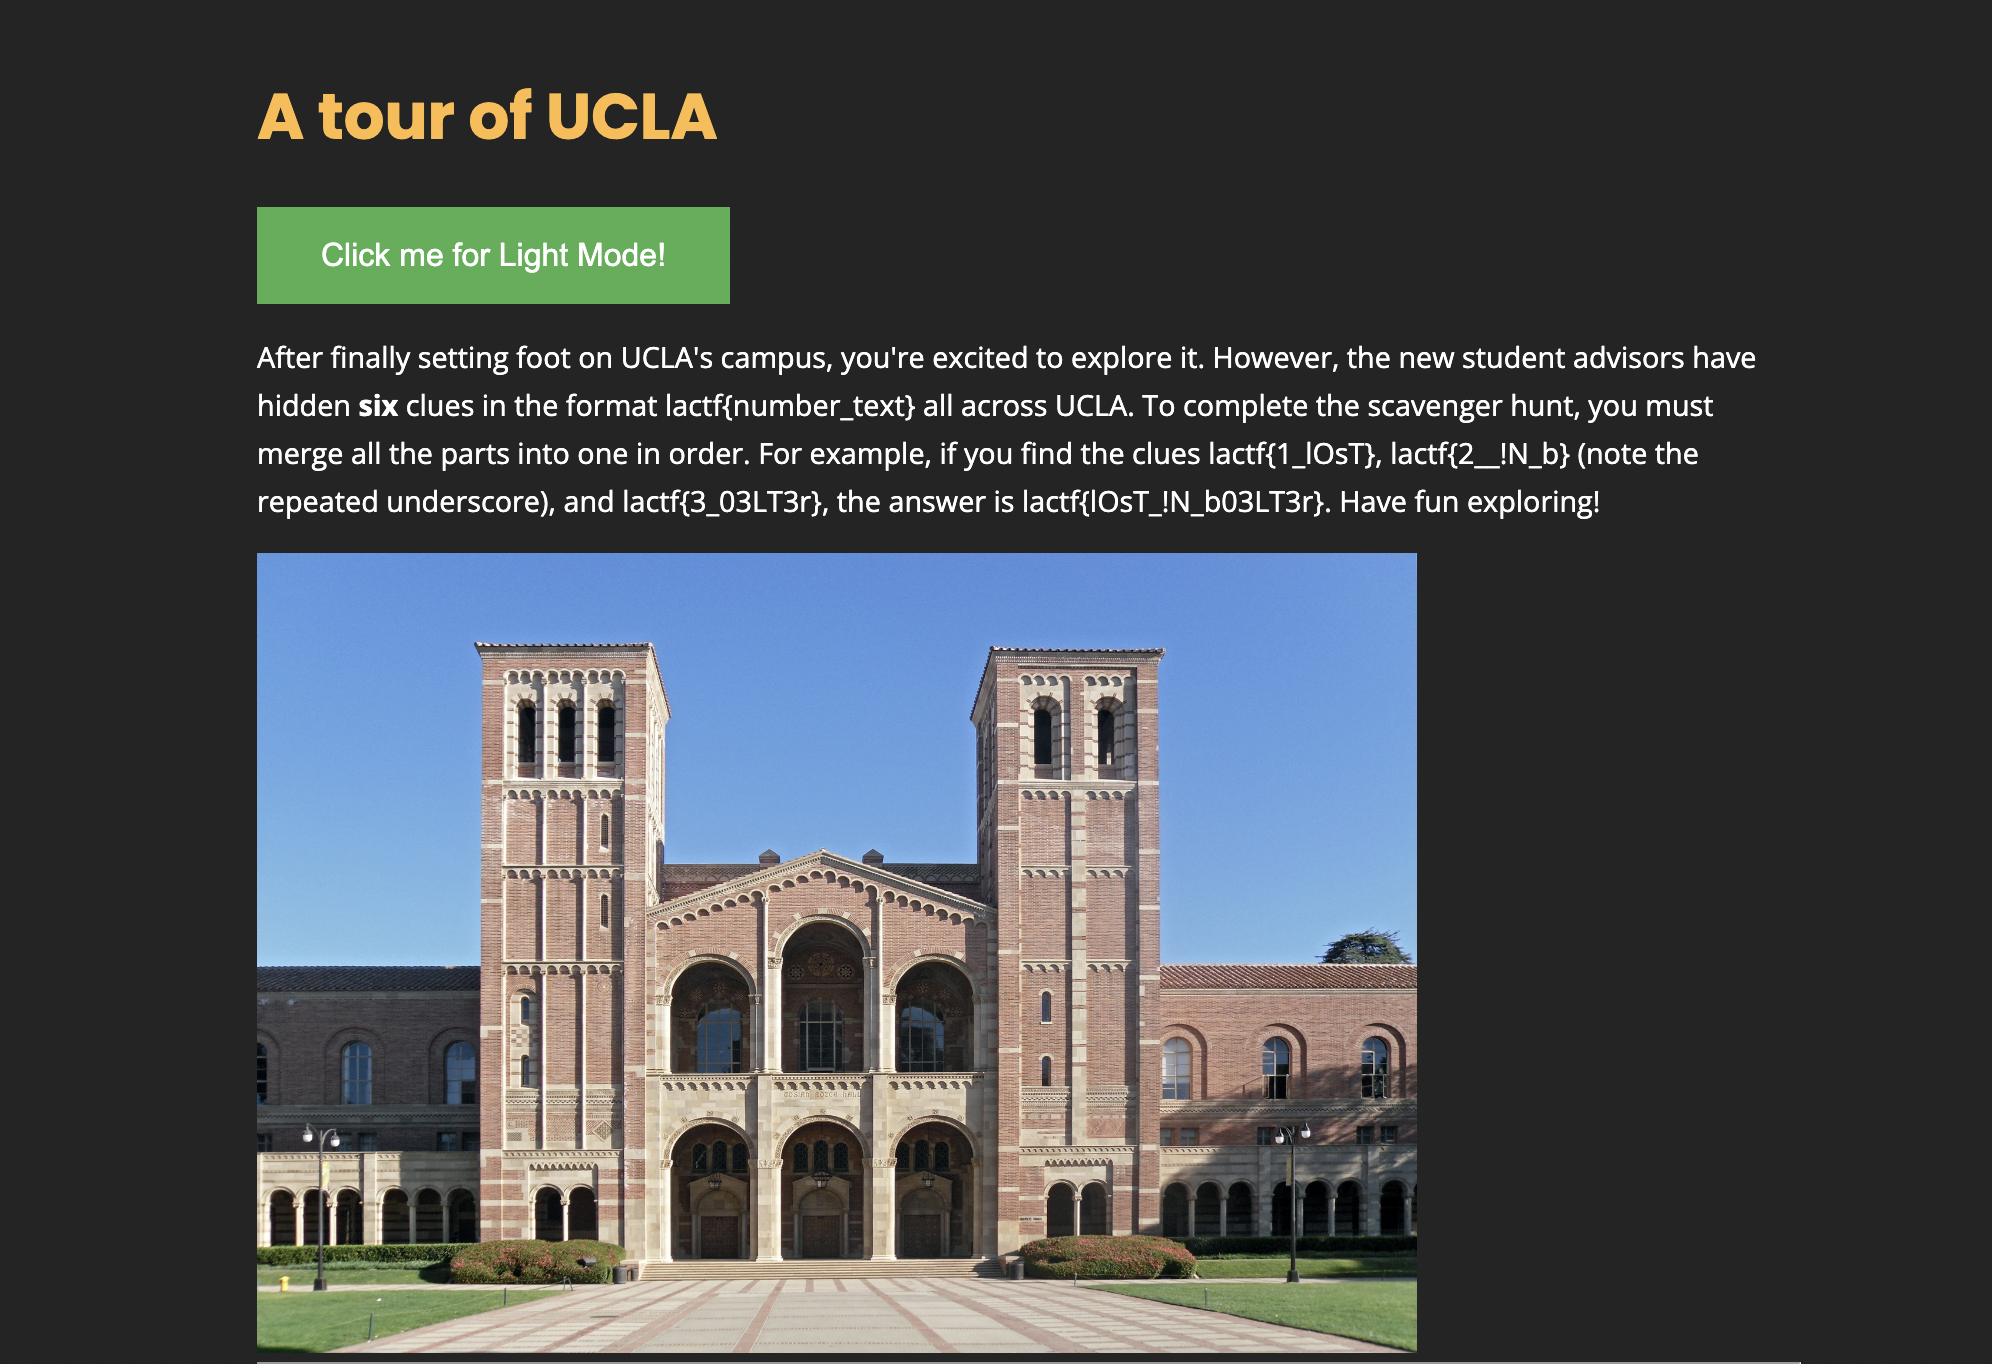 A tour of UCLA
Click me for Light Mode!
After finally setting foot on UCLA's campus, you're excited to explore it. However, the new student advisors have
hidden six clues in the format lactf{number_text} all across UCLA. To complete the scavenger hunt, you must
merge all the parts into one in order. For example, if you find the clues lactf{1_lOsT}, lactf{2__!N_b} (note the
repeated underscore), and lactf{3_03LT3r}, the answer is lactf{lOsT_!N_b03LT3r}. Have fun exploring!